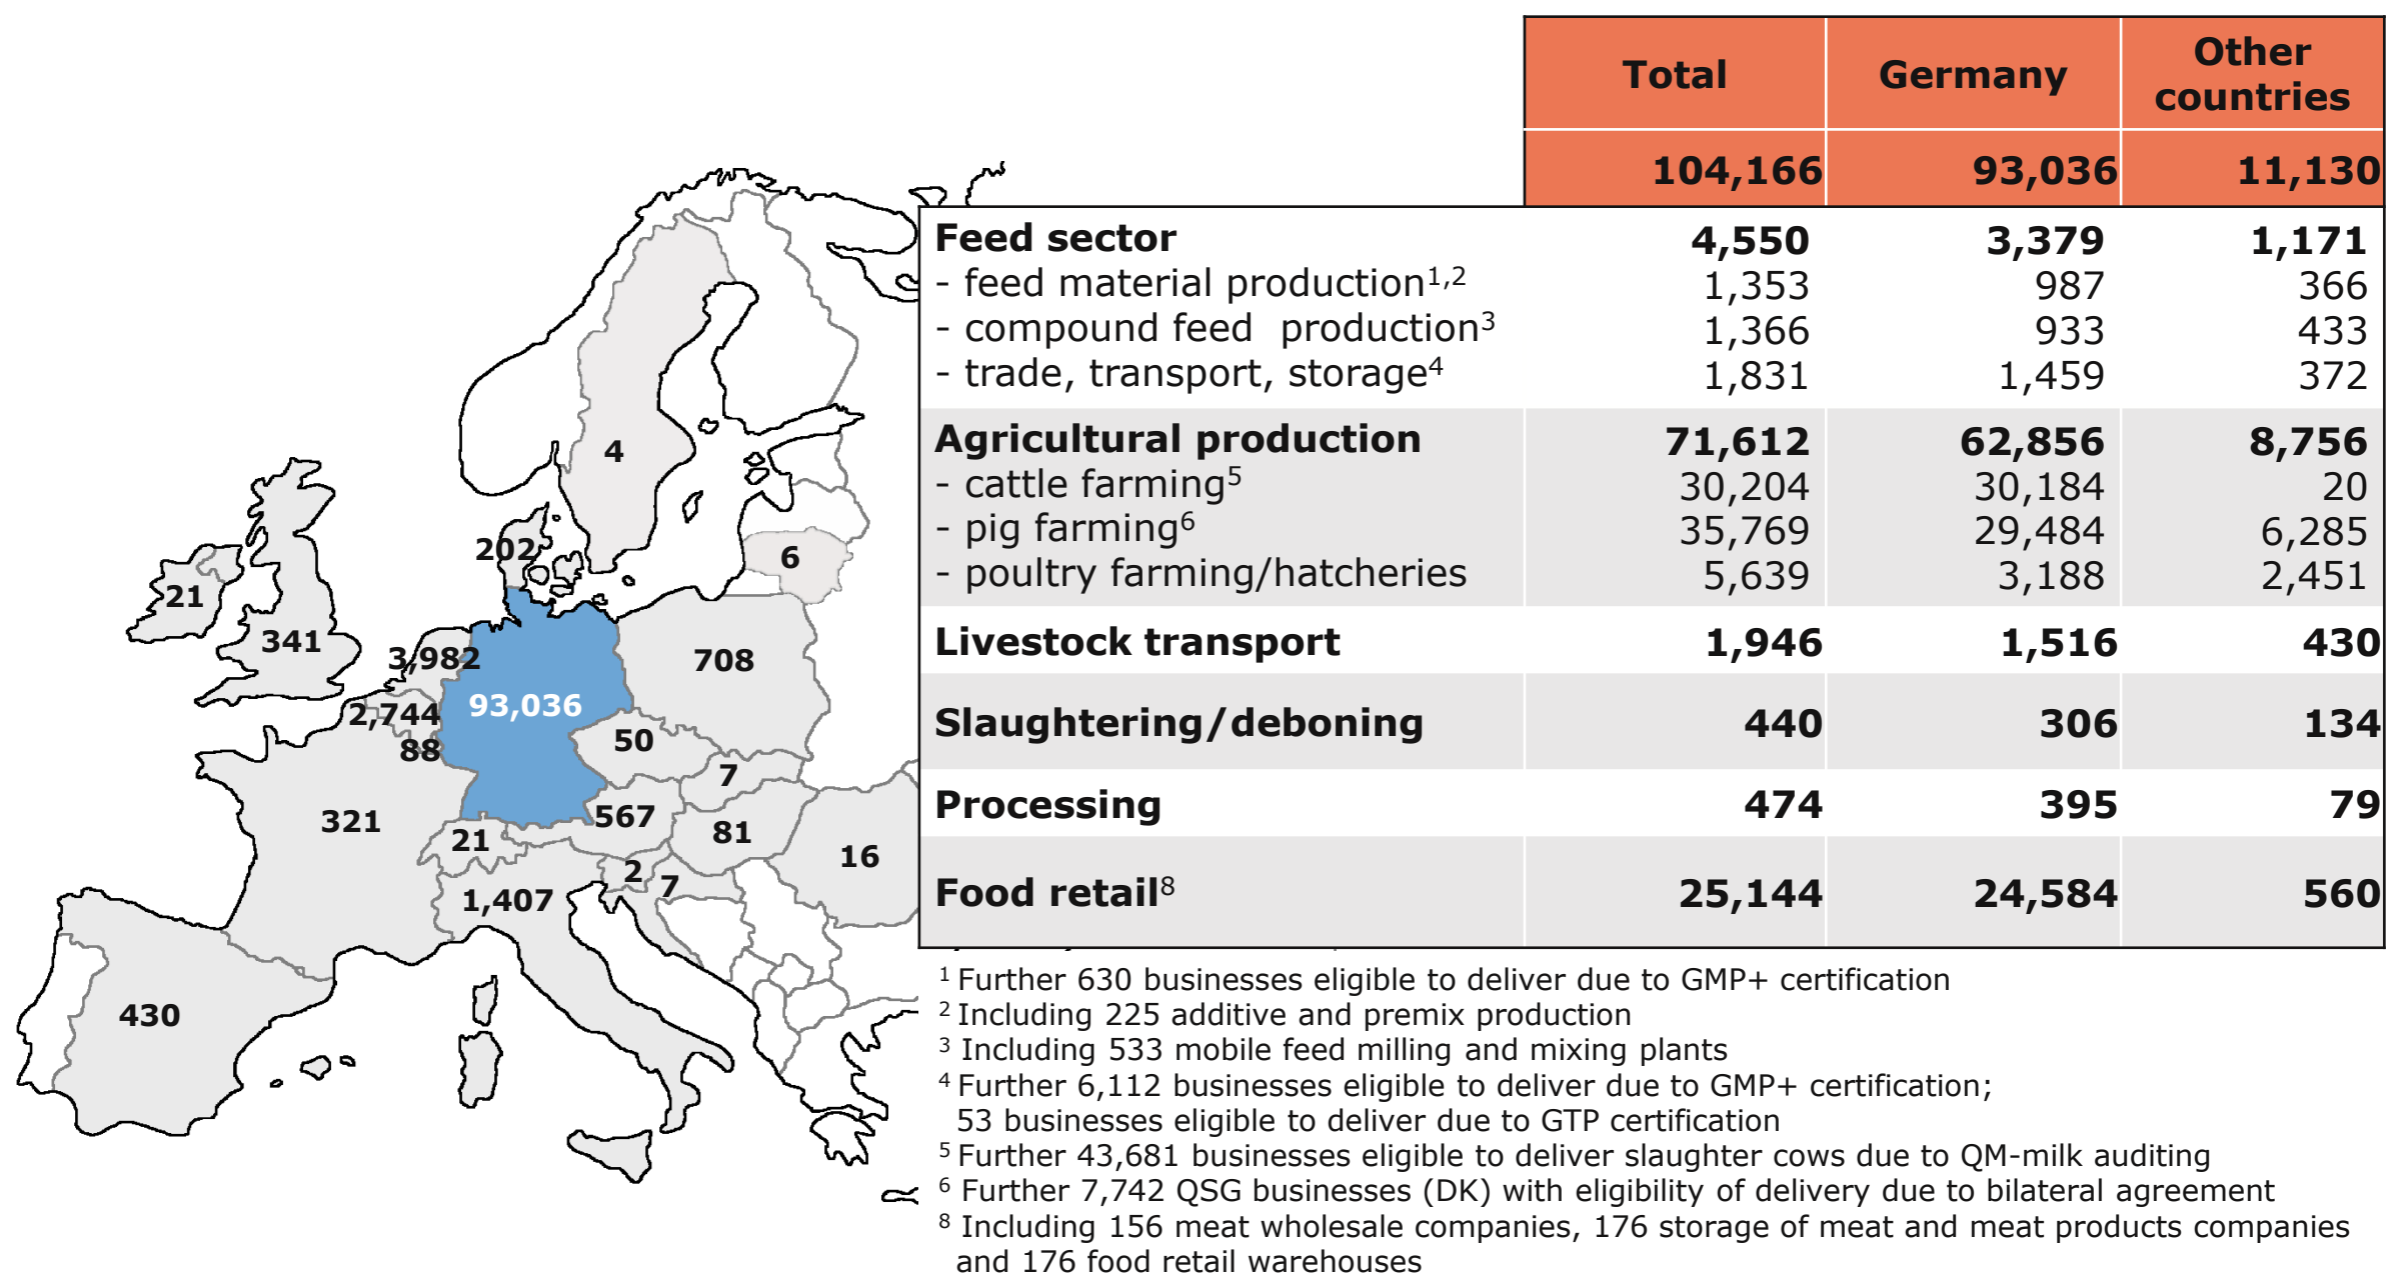 Total Germany Other countries
104,166 93,036 11,130
Feed sector 4,550 3,379 1,171
- feed material production1,2 1,353 987 366
- compound feed production3 1,366 933 433
- trade, transport, storage4 1,831 1,459 372
Agricultural production 71,612 62,856 8,756
- cattle farming5 30,204 30,184 20
- pig farming6 35,769 29,484 6,285
- poultry farming/hatcheries 5,639 3,188 2,451
Livestock transport 1,946 1,516 430
Slaughtering/deboning 440 306 134
Processing 474 395 79
Food retail8 25,144 24,584 560
4
202
6
21
341
3,982
708
93,036
2,744
50
88
7
567
321
81
21
16
2
7
1,407
430
1 Further 630 businesses eligible to deliver due to GMP+ certification
2 Including 225 additive and premix production
3 Including 533 mobile feed milling and mixing plants
4 Further 6,112 businesses eligible to deliver due to GMP+ certification;
53 businesses eligible to deliver due to GTP certification
5 Further 43,681 businesses eligible to deliver slaughter cows due to QM-milk auditing
6 Further 7,742 QSG businesses (DK) with eligibility of delivery due to bilateral agreement
8 Including 156 meat wholesale companies, 176 storage of meat and meat products companies
and 176 food retail warehouses